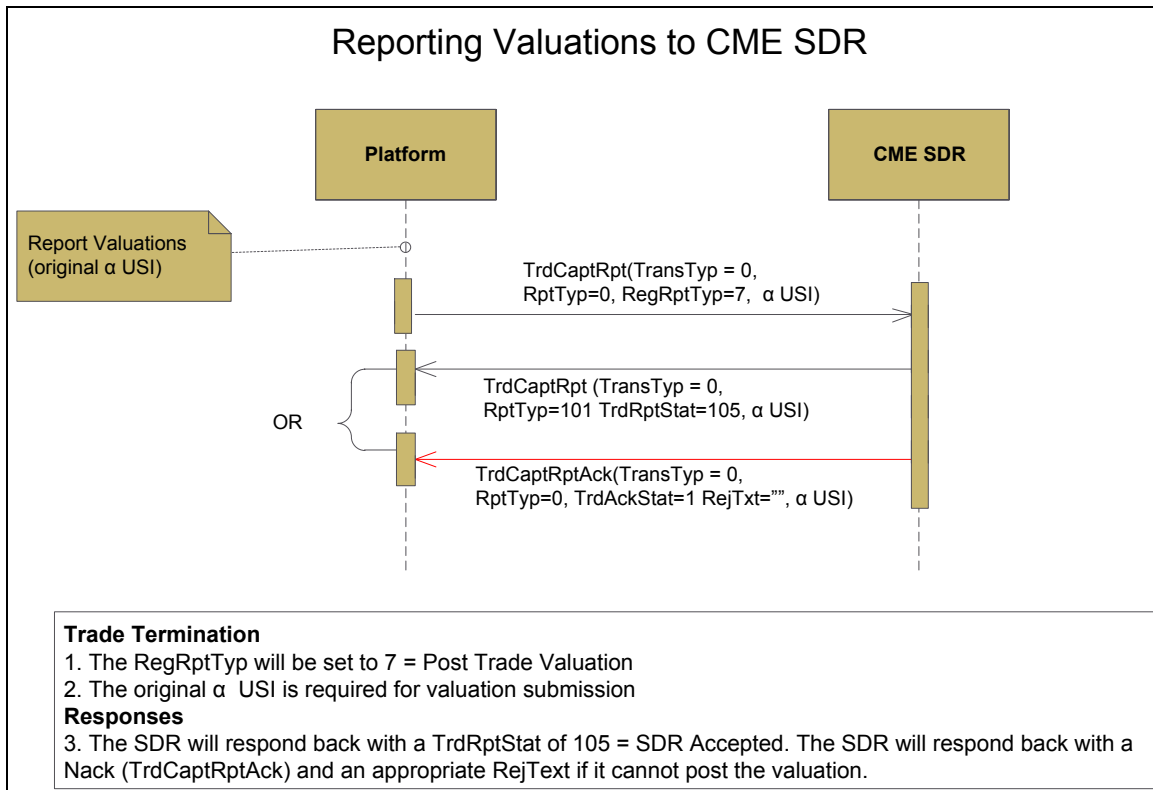 Reporting Valuations to CME SDR
Platform
CME SDR
Report Valuations
(original α USI)
TrdCaptRpt(TransTyp = 0,
RptTyp=0, RegRptTyp=7,  α USI)
TrdCaptRpt (TransTyp = 0,
RptTyp=101 TrdRptStat=105, α USI)
OR
TrdCaptRptAck(TransTyp = 0,
RptTyp=0, TrdAckStat=1 RejTxt=””, α USI)
Trade Termination
1. The RegRptTyp will be set to 7 = Post Trade Valuation
2. The original α  USI is required for valuation submission
Responses
3. The SDR will respond back with a TrdRptStat of 105 = SDR Accepted. The SDR will respond back with a
Nack (TrdCaptRptAck) and an appropriate RejText if it cannot post the valuation.